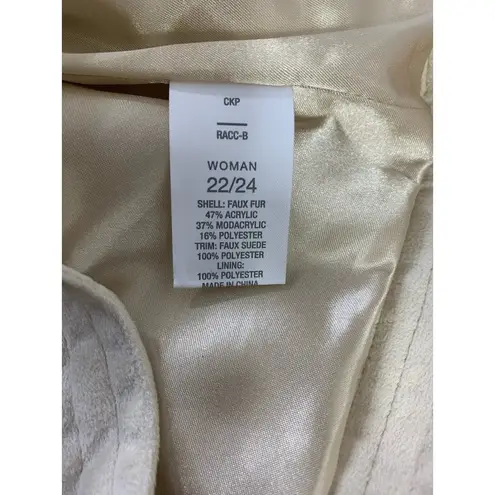 CKP
RACC-B
WOMAN
22/24
SHELL: FAUX FUR
47% ACRYLIC
37% MODACRYLIC
16% POLYESTER
TRIM: FAUX SUEDE
100% POLYESTER
LINING:
100% POLYESTER
MADE IN CHINA